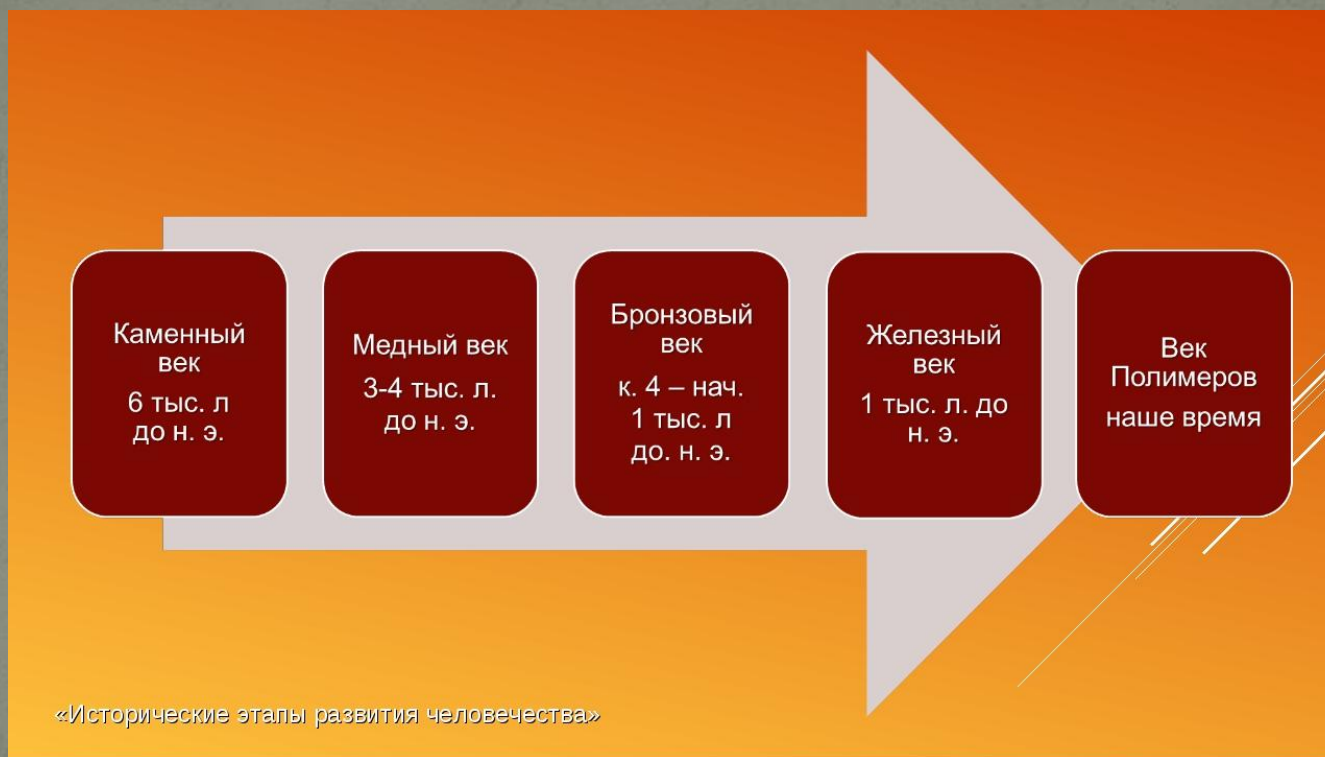 Каменный
век
6 тыс. л
до н. э.
Медный век
3-4 тыс. л.
до н. э.
Бронзовый
век
к. 4 – нач.
1 тыс. л
до. н. э.
Железный
век
1 тыс. л. до
н. э.
Век
Полимеров
наше время
«Исторические этапы развития человечества»